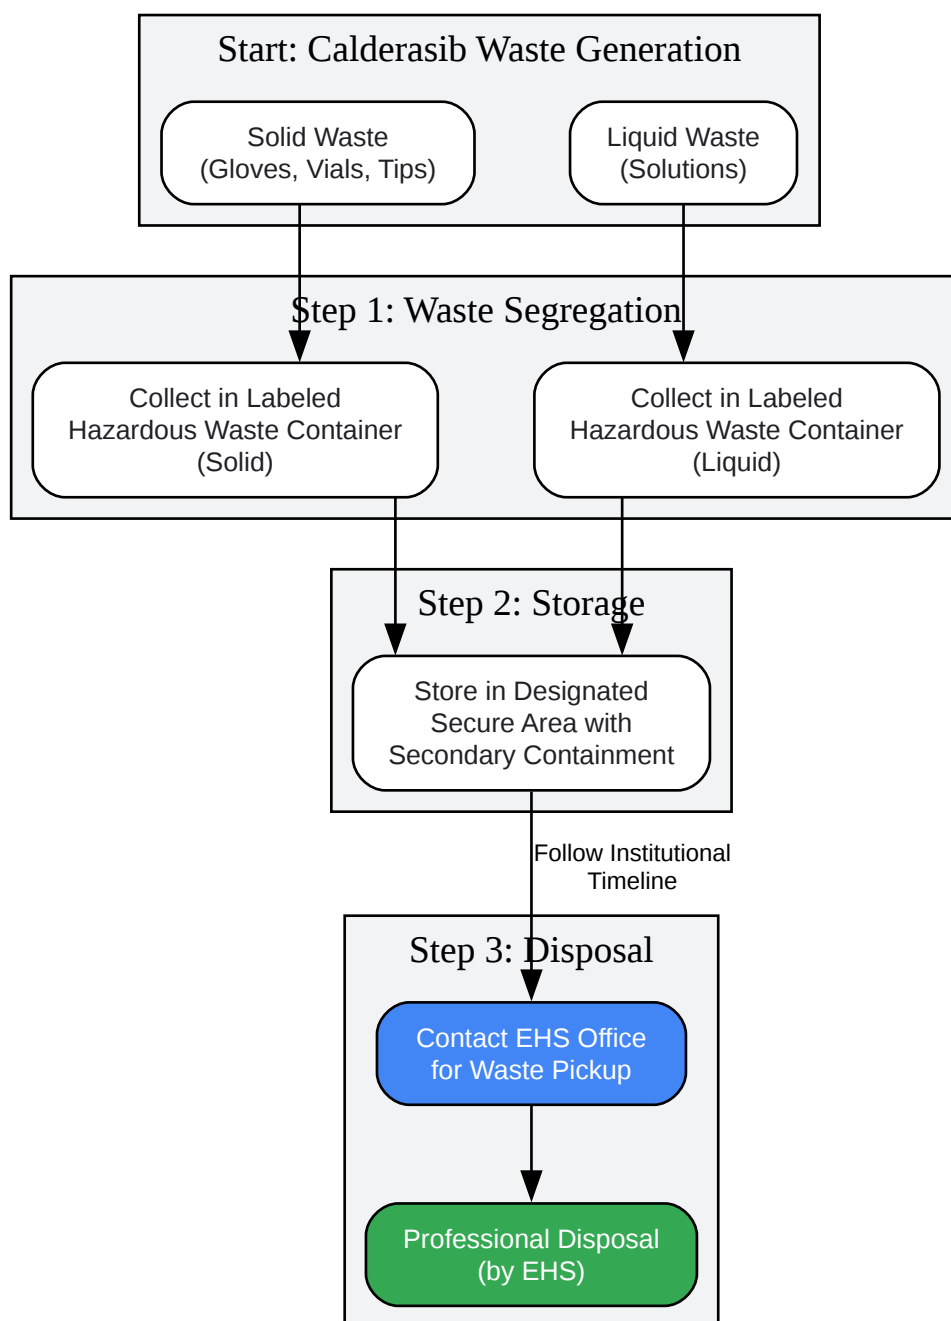 Start: Calderasib Waste Generation
Solid Waste
(Gloves, Vials, Tips)
Liquid Waste
(Solutions)
Step 1: Waste Segregation
Collect in Labeled
Hazardous Waste Container
(Solid)
Collect in Labeled
Hazardous Waste Container
(Liquid)
Step 2: Storage
Store in Designated
Secure Area with
Secondary Containment
Follow Institutional
Timeline
Step 3: Disposal
Contact EHS Office
for Waste Pickup
Professional Disposal
(by EHS)